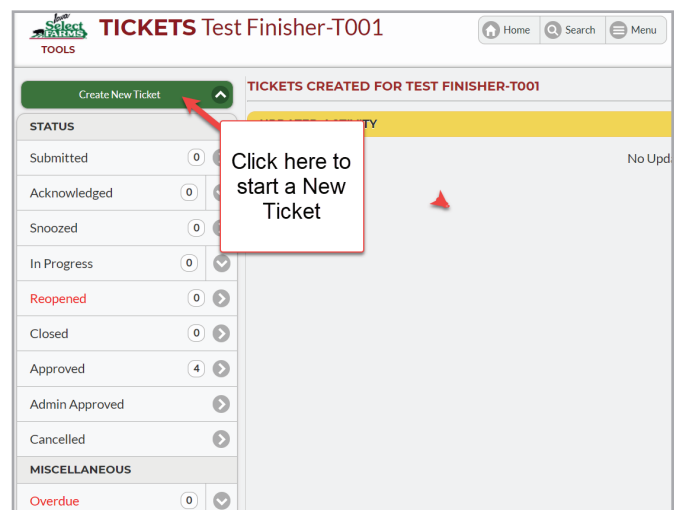 Iowa
Select
FARMS
TOOLS
TICKETS Test Finisher-T001
Home
Search
Menu
Create New Ticket
TICKETS CREATED FOR TEST FINISHER-T001
STATUS
Submitted 0
Acknowledged 0
Snoozed 0
In Progress 0
Reopened 0
Closed 0
Approved 4
Admin Approved
Cancelled
MISCELLANEOUS
Overdue 0
No Upd
Click here to
start a New
Ticket